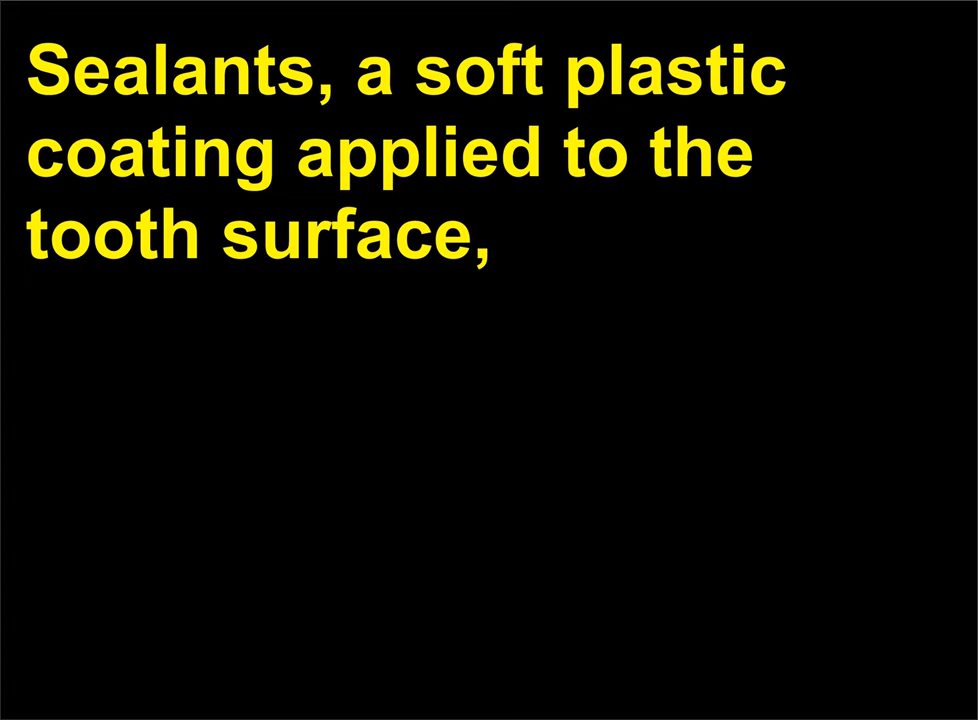 Sealants, a soft plastic
coating applied to the
tooth surface,